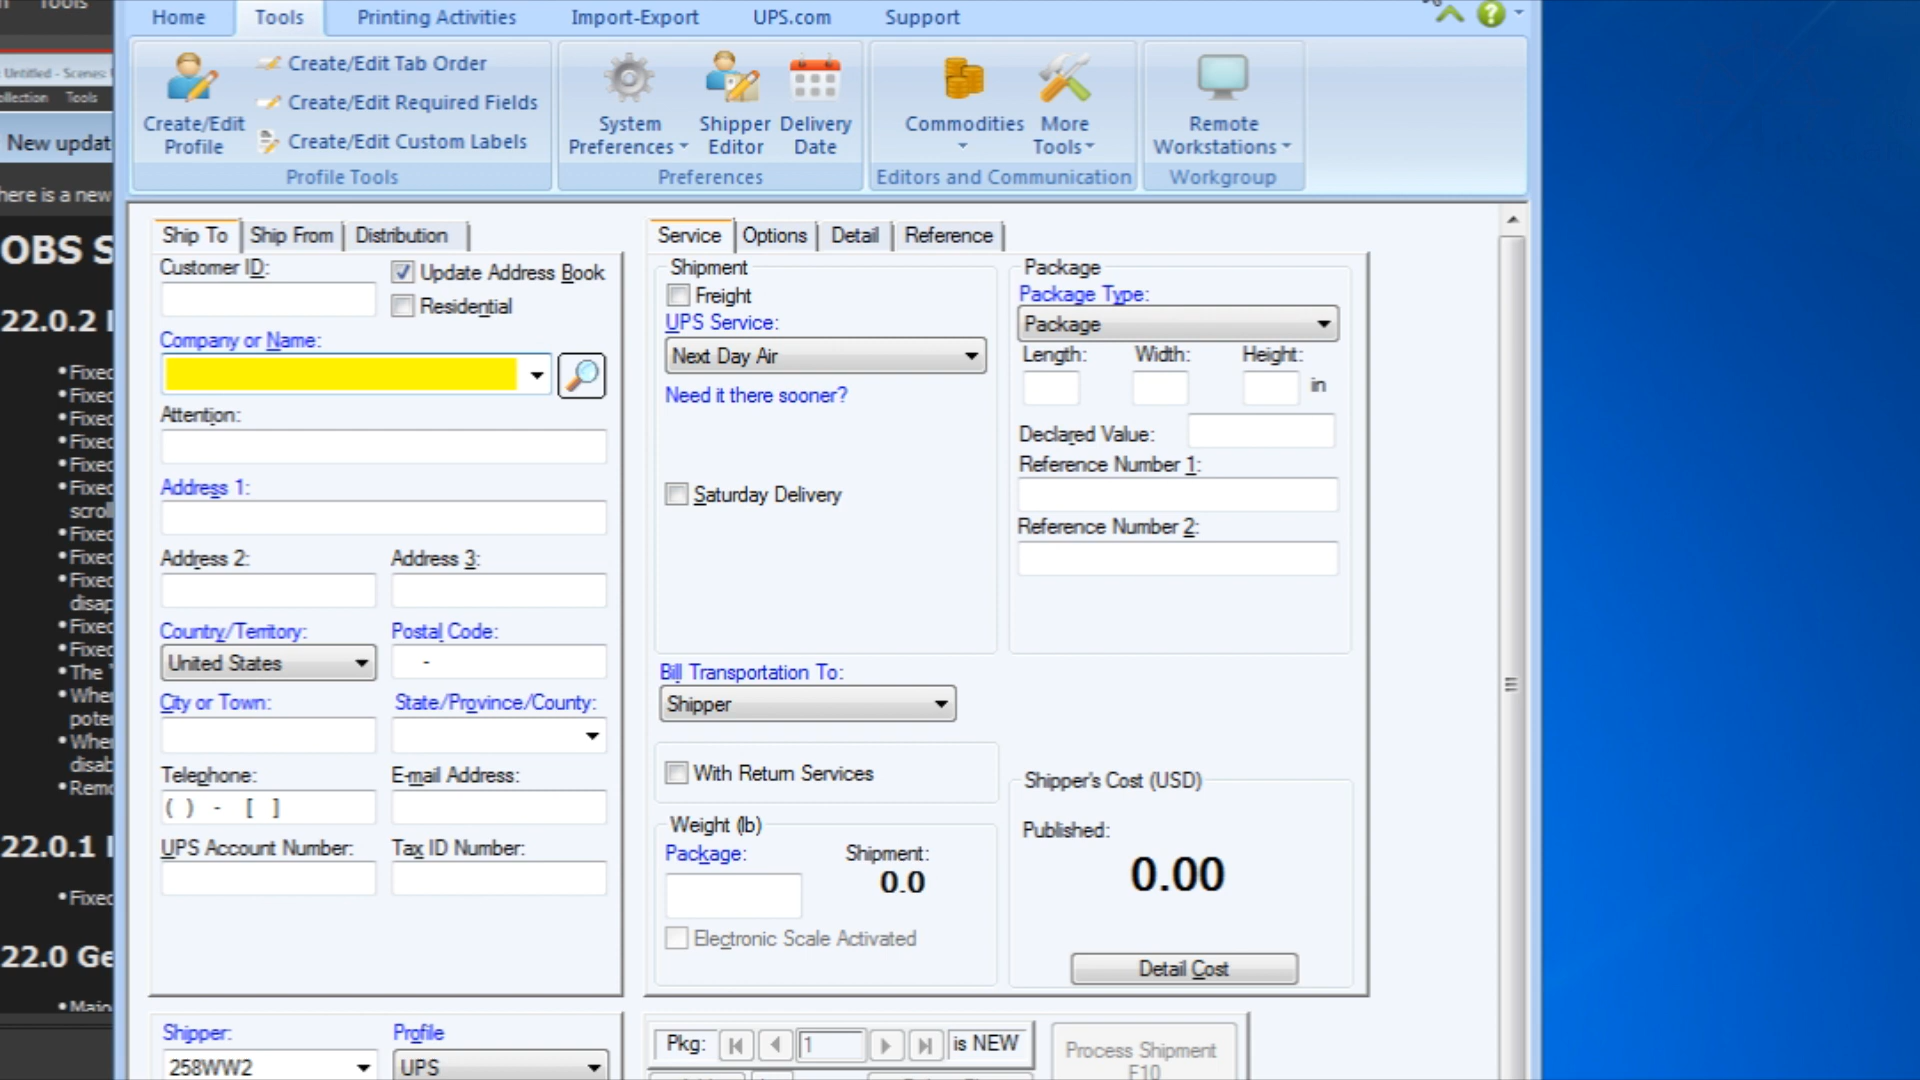 Tools
Untitled - Scenes:
ollection Tools
New updat
here is a new
OBS S
22.0.2
Fixed
Fixed
Fixed
Fixed
Fixed
Fixed
scroll
Fixed
Fixed
Fixed
disap
Fixed
Fixed
The
When
poten
When
disab
Remo
22.0.1
Fixed
22.0 Ge
Majo
Home Tools Printing Activities Import-Export UPS.com Support
Create/Edit Profile
Create/Edit Tab Order
Create/Edit Required Fields
Create/Edit Custom Labels
Profile Tools
System Preferences
Shipper Editor
Delivery Date
Preferences
Commodities
More Tools
Editors and Communication
Remote Workstations
Workgroup
Ship To Ship From Distribution
Customer ID:
Update Address Book
Residential
Company or Name:
Attention:
Address 1:
Address 2: Address 3:
Country/Territory: Postal Code:
United States -
City or Town: State/Province/County:
Telephone: E-mail Address:
( ) - [ ]
UPS Account Number: Tax ID Number:
Shipper: Profile
258WW2 UPS
Service Options Detail Reference
Shipment
Freight
UPS Service:
Next Day Air
Need it there sooner?
Saturday Delivery
Package
Package Type:
Package
Length: Width: Height:
in
Declared Value:
Reference Number 1:
Reference Number 2:
Bill Transportation To:
Shipper
With Return Services
Weight (lb)
Package: Shipment:
0.0
Electronic Scale Activated
Shipper's Cost (USD)
Published:
0.00
Detail Cost
Pkg: 1 is NEW
Process Shipment
F10